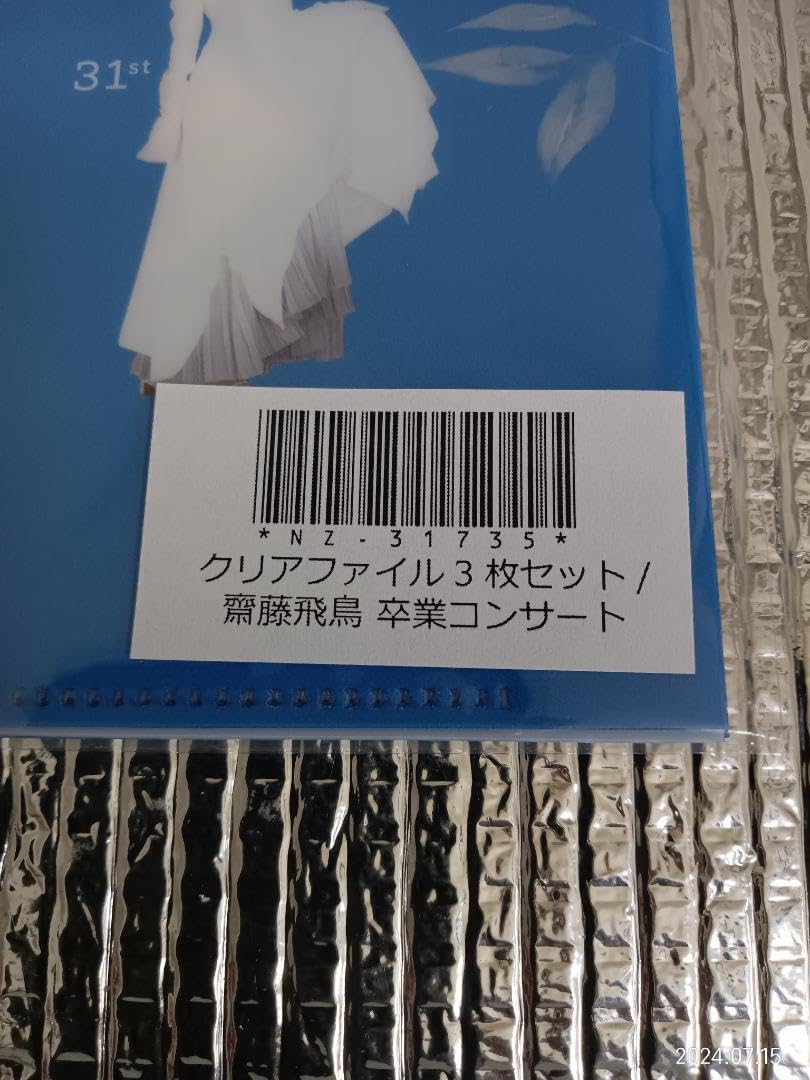 31st
*NZ-31735*
クリアファイル3枚セット/
齋藤飛鳥 卒業コンサート
2024.07.15